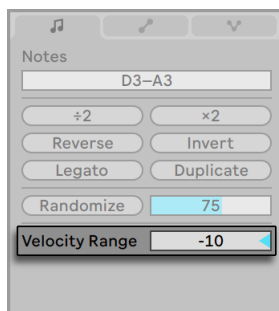 Notes
D3–A3
÷2 ×2
Reverse Invert
Legato Duplicate
Randomize 75
Velocity Range -10